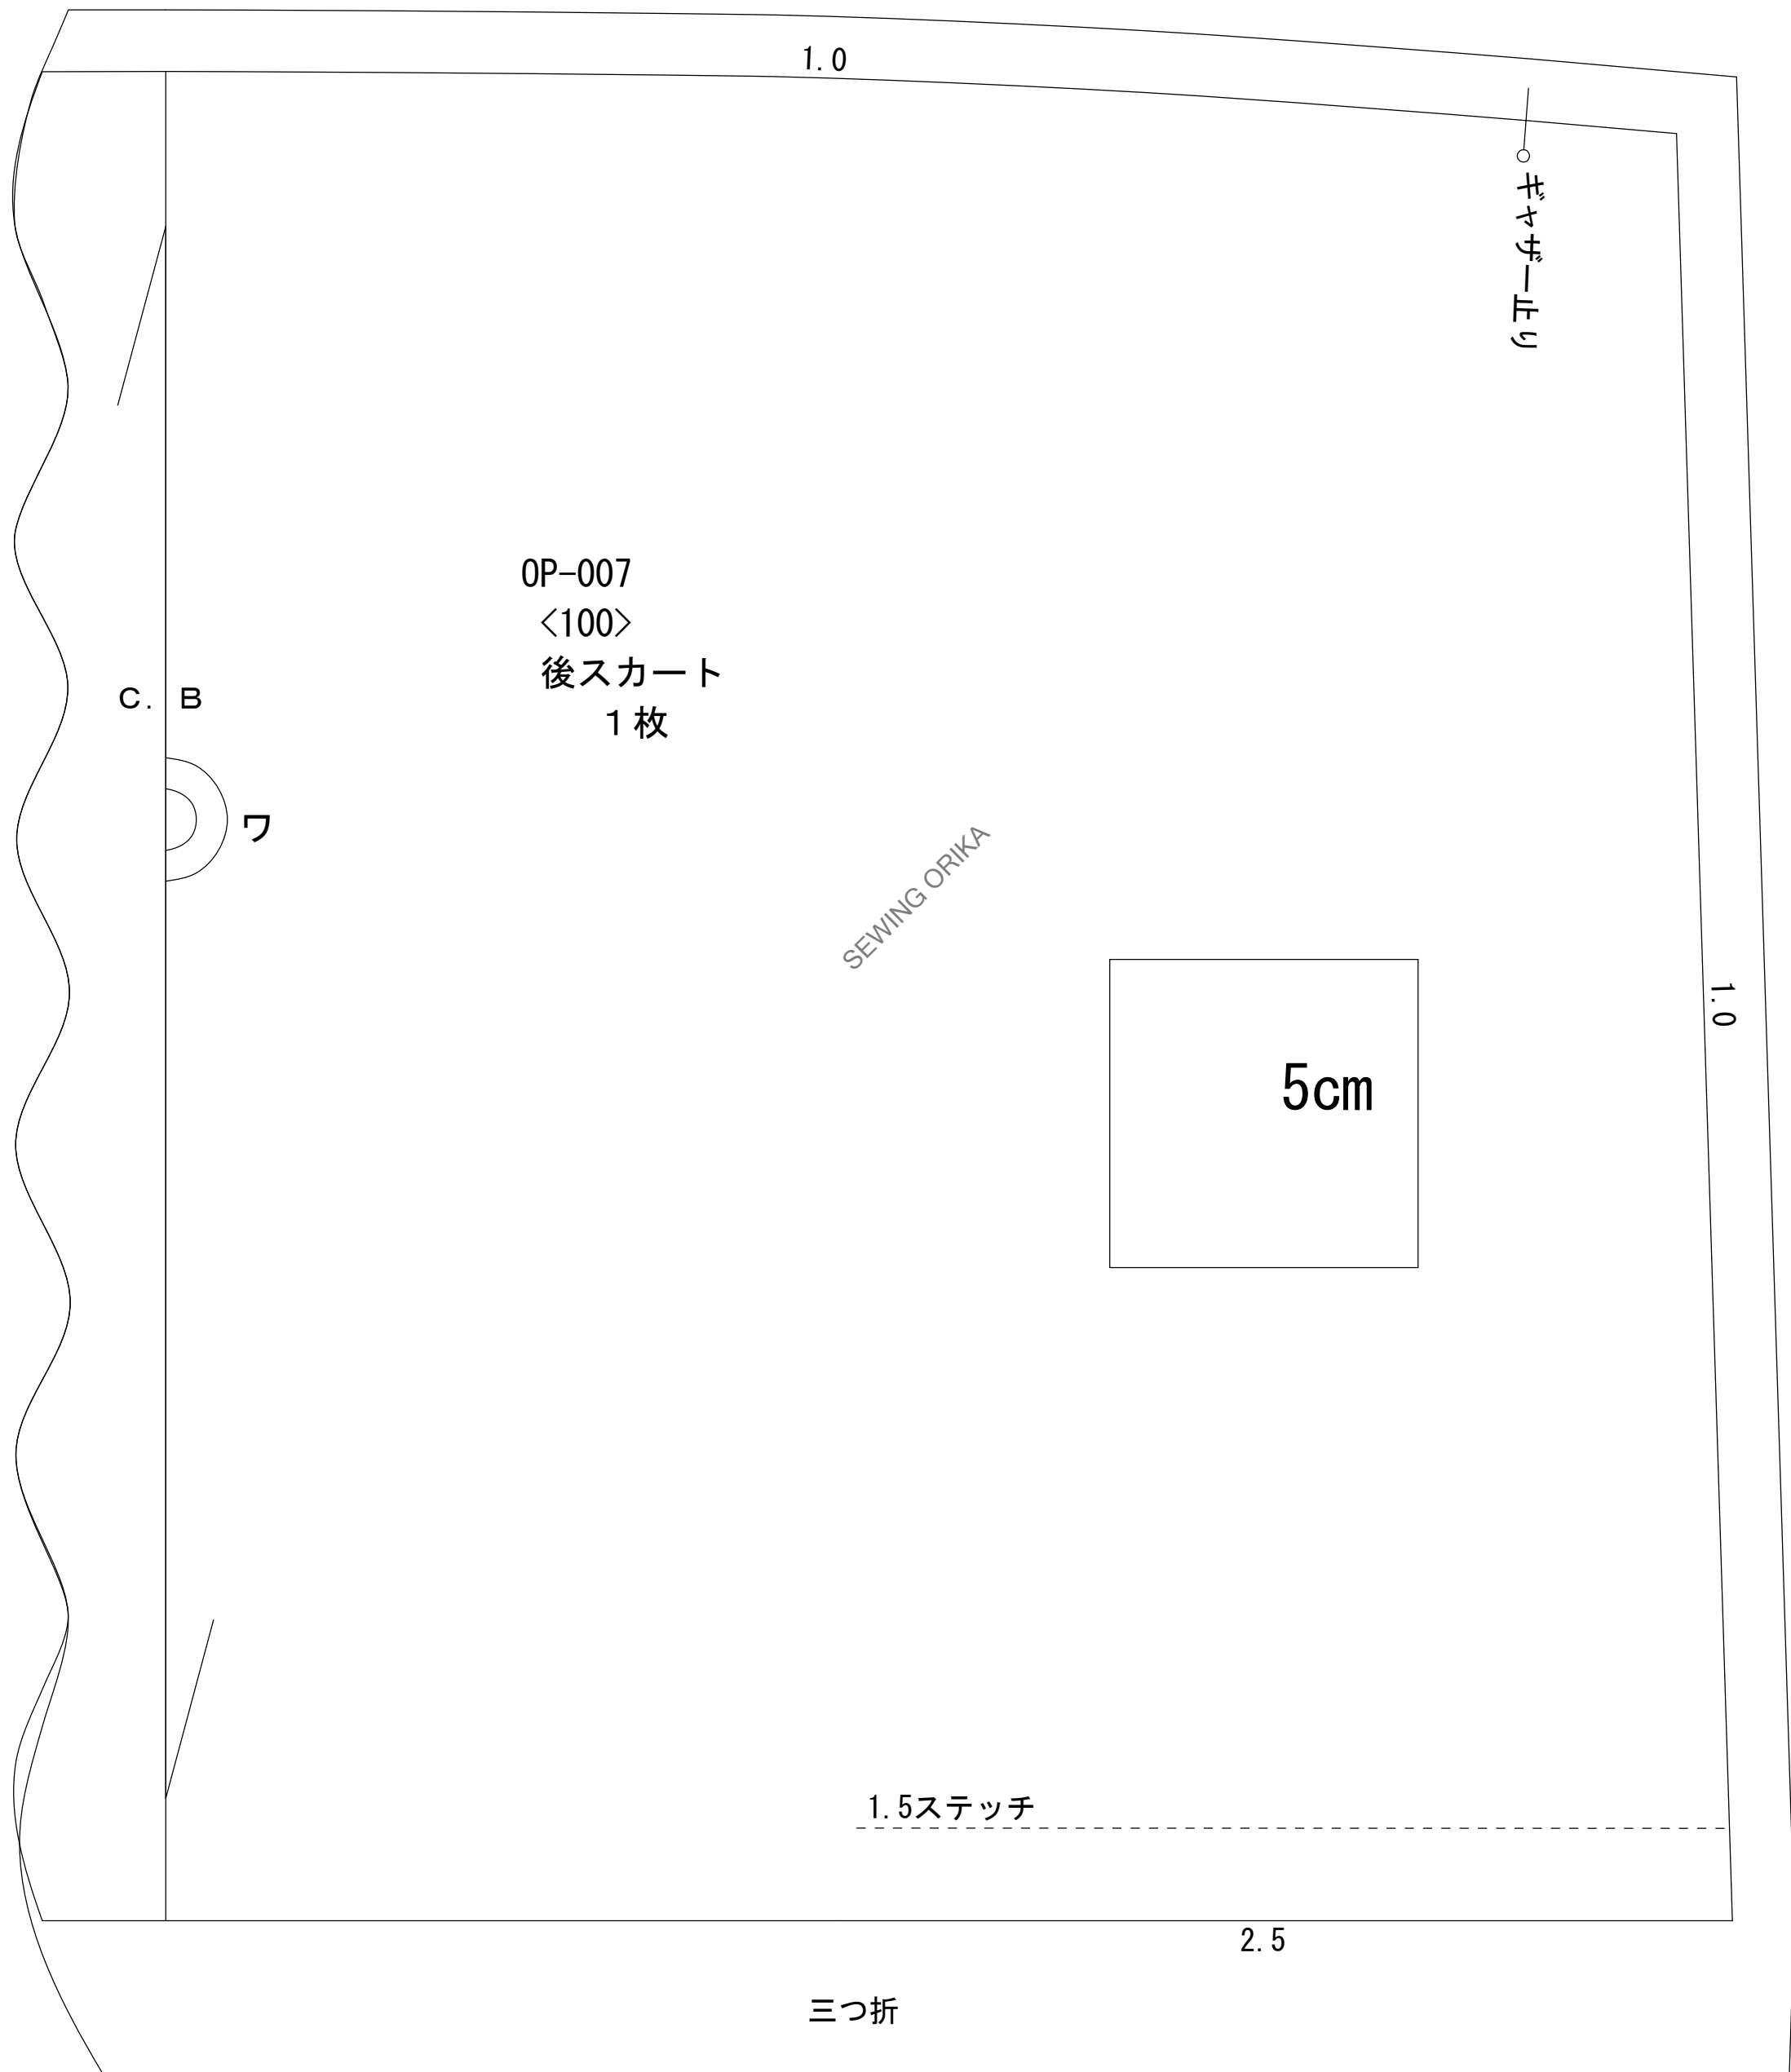 1.0
ギャザー止り
OP-007
<100>
後スカート
1枚
C. B
ワ
SEWING ORIKA
1.0
5cm
1.5ステッチ
2.5
三つ折